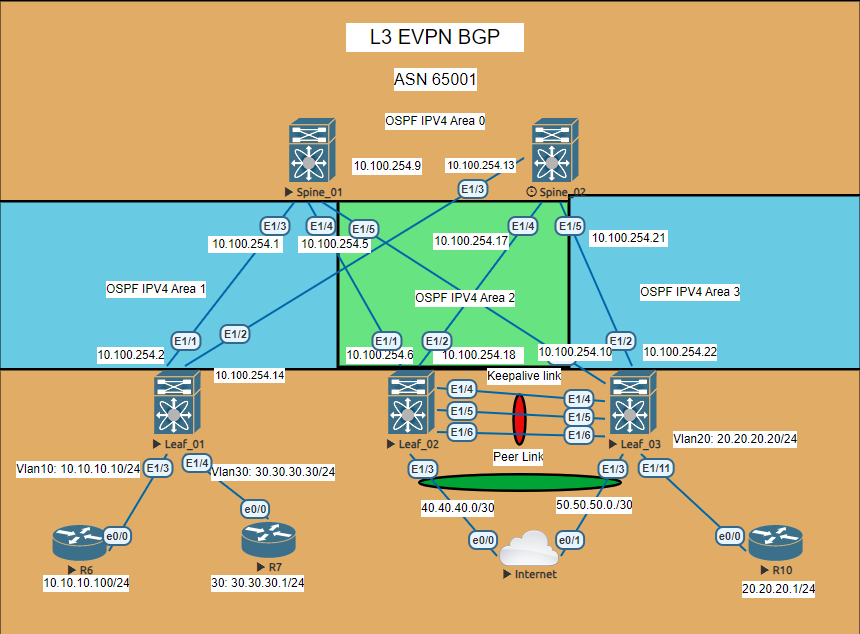 L3 EVPN BGP
ASN 65001
OSPF IPV4 Area 0
10.100.254.9
10.100.254.13
Spine_01
E1/3
Spine_02
E1/3
E1/4
E1/5
E1/4
E1/5
10.100.254.1
10.100.254.5
10.100.254.17
10.100.254.21
OSPF IPV4 Area 1
OSPF IPV4 Area 2
OSPF IPV4 Area 3
E1/1
E1/2
E1/1
E1/2
E1/2
10.100.254.2
10.100.254.6
10.100.254.18
10.100.254.10
10.100.254.22
10.100.254.14
Keepalive link
E1/4
E1/4
E1/5
E1/5
E1/6
E1/6
Leaf_01
Leaf_02
Leaf_03
Vlan20: 20.20.20.20/24
Peer Link
Vlan10: 10.10.10.10/24
E1/3
E1/4
Vlan30: 30.30.30.30/24
E1/3
E1/3
E1/11
40.40.40.0/30
50.50.50.0./30
e0/0
e0/0
e0/0
e0/1
e0/0
R6
R7
Internet
R10
10.10.10.100/24
30: 30.30.30.1/24
20.20.20.1/24